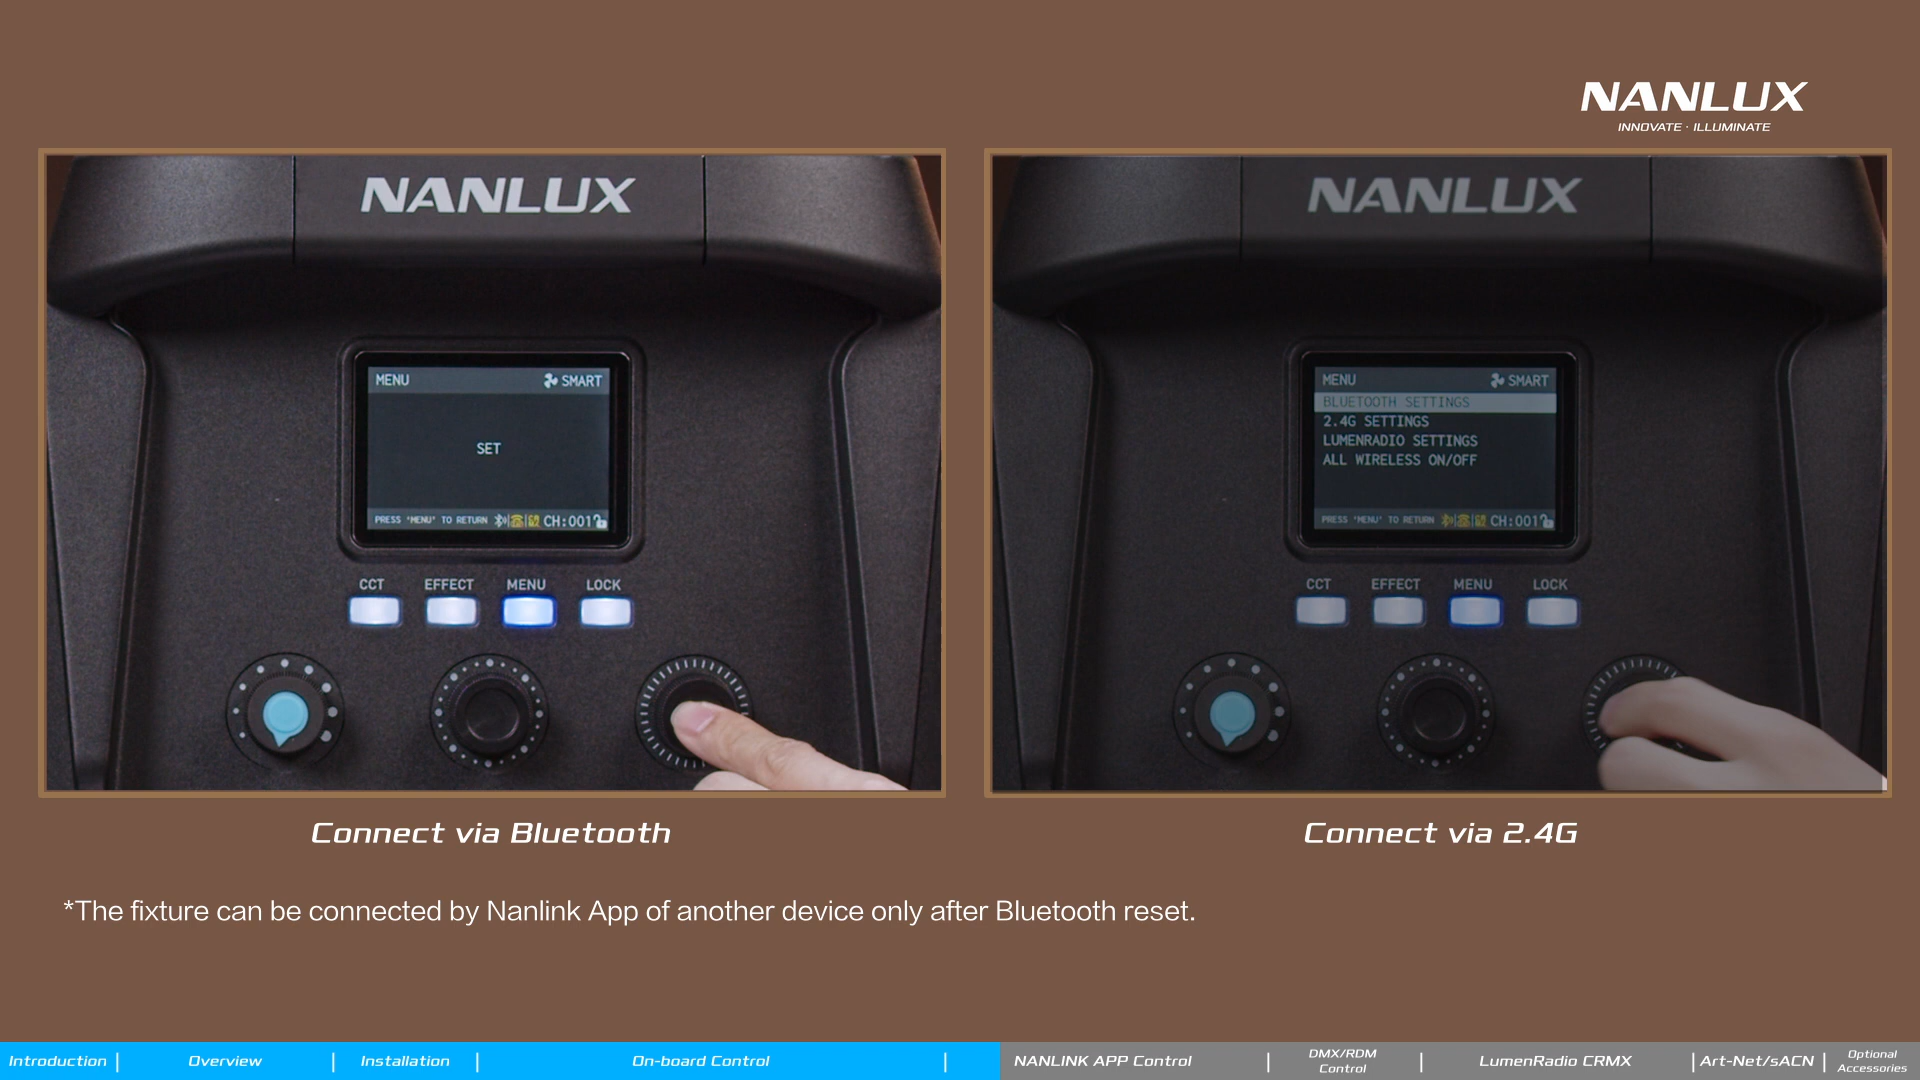 NANLUX
INNOVATE · ILLUMINATE
NANLUX
MENU SMART
SET
PRESS "MENU" TO RETURN CH:001
CCT EFFECT MENU LOCK
NANLUX
MENU SMART
BLUETOOTH SETTINGS
2.4G SETTINGS
LUMENRADIO SETTINGS
ALL WIRELESS ON/OFF
PRESS "MENU" TO RETURN CH:001
CCT EFFECT MENU LOCK
Connect via Bluetooth
Connect via 2.4G
*The fixture can be connected by Nanlink App of another device only after Bluetooth reset.
Introduction | Overview | Installation | On-board Control | NANLINK APP Control | DMX/RDM Control | LumenRadio CRMX | Art-Net/sACN | Optional Accessories